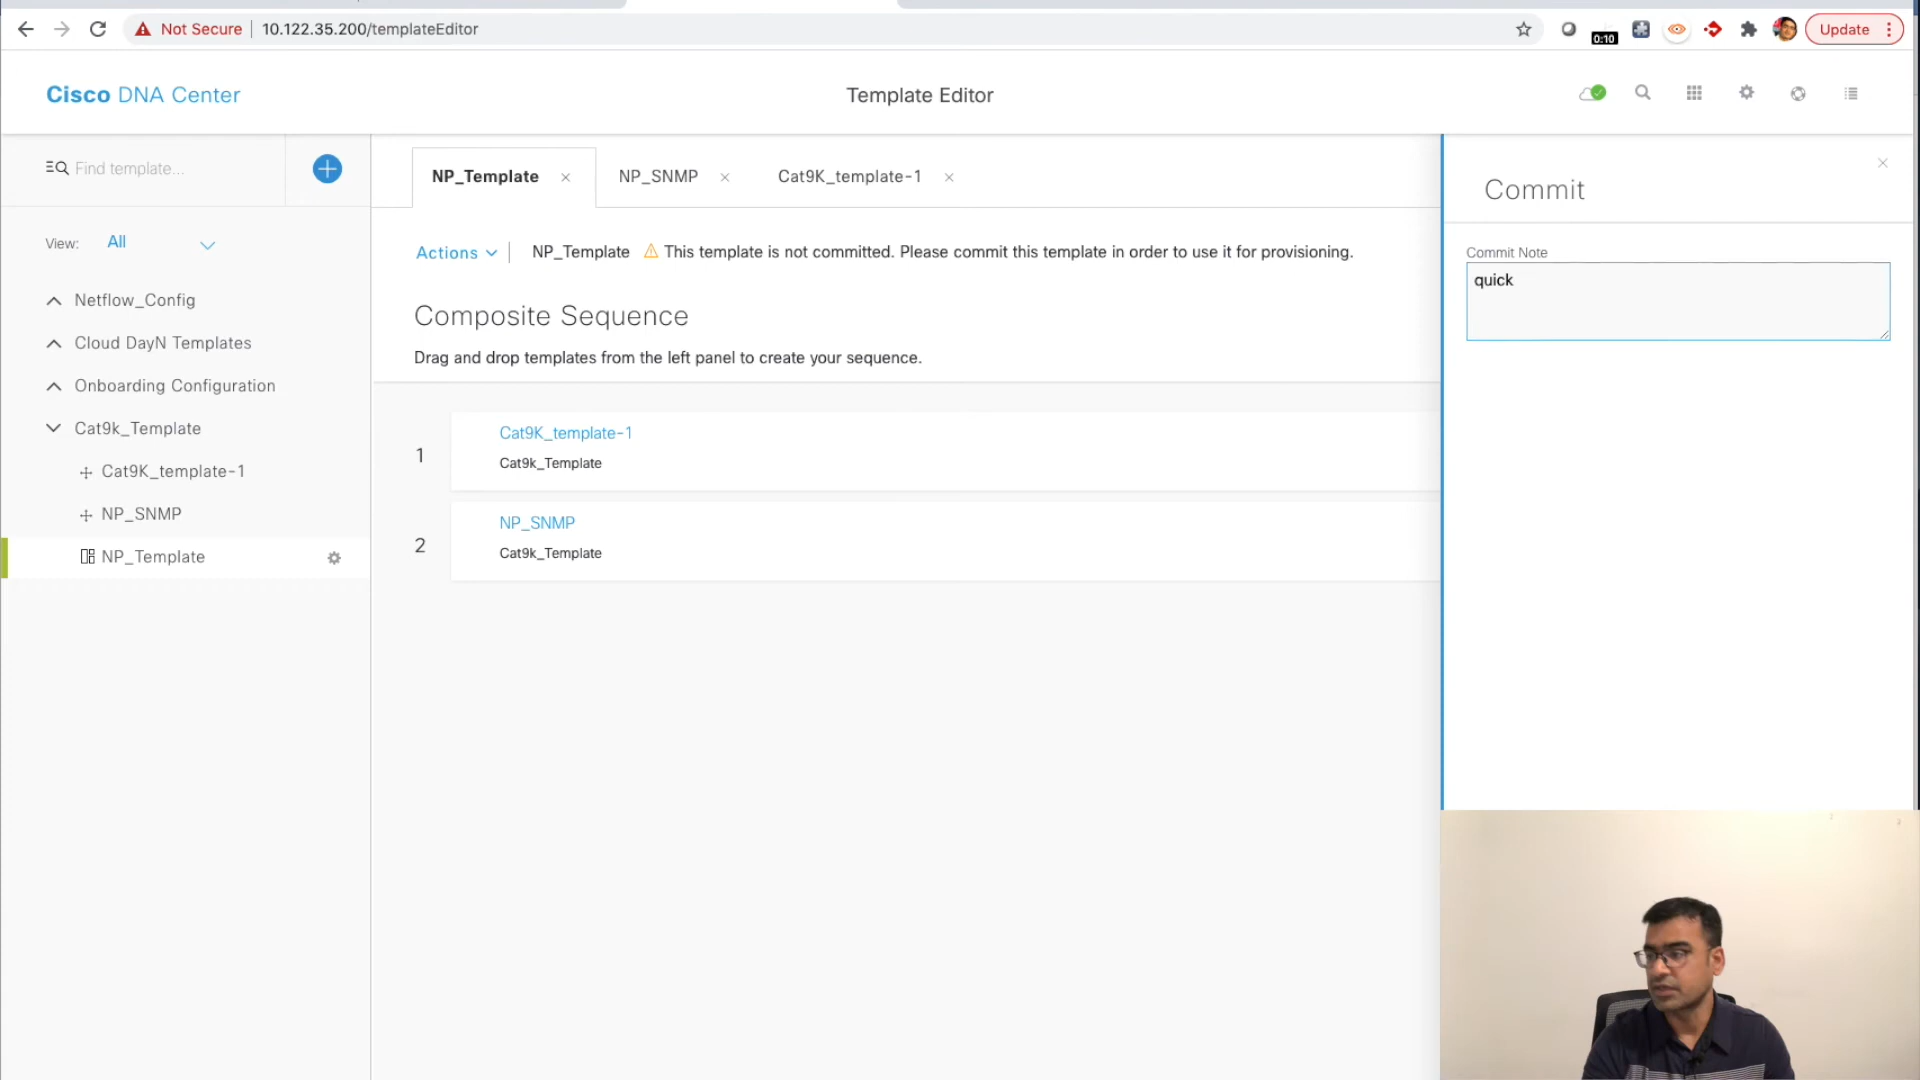 Not Secure 10.122.35.200/templateEditor
0:10
Update
Cisco DNA Center
Template Editor
Find template...
View: All
Netflow_Config
Cloud DayN Templates
Onboarding Configuration
Cat9k_Template
Cat9K_template-1
NP_SNMP
NP_Template
NP_Template
NP_SNMP
Cat9K_template-1
Actions
NP_Template This template is not committed. Please commit this template in order to use it for provisioning.
Composite Sequence
Drag and drop templates from the left panel to create your sequence.
1
Cat9K_template-1
Cat9k_Template
2
NP_SNMP
Cat9k_Template
Commit
Commit Note
quick